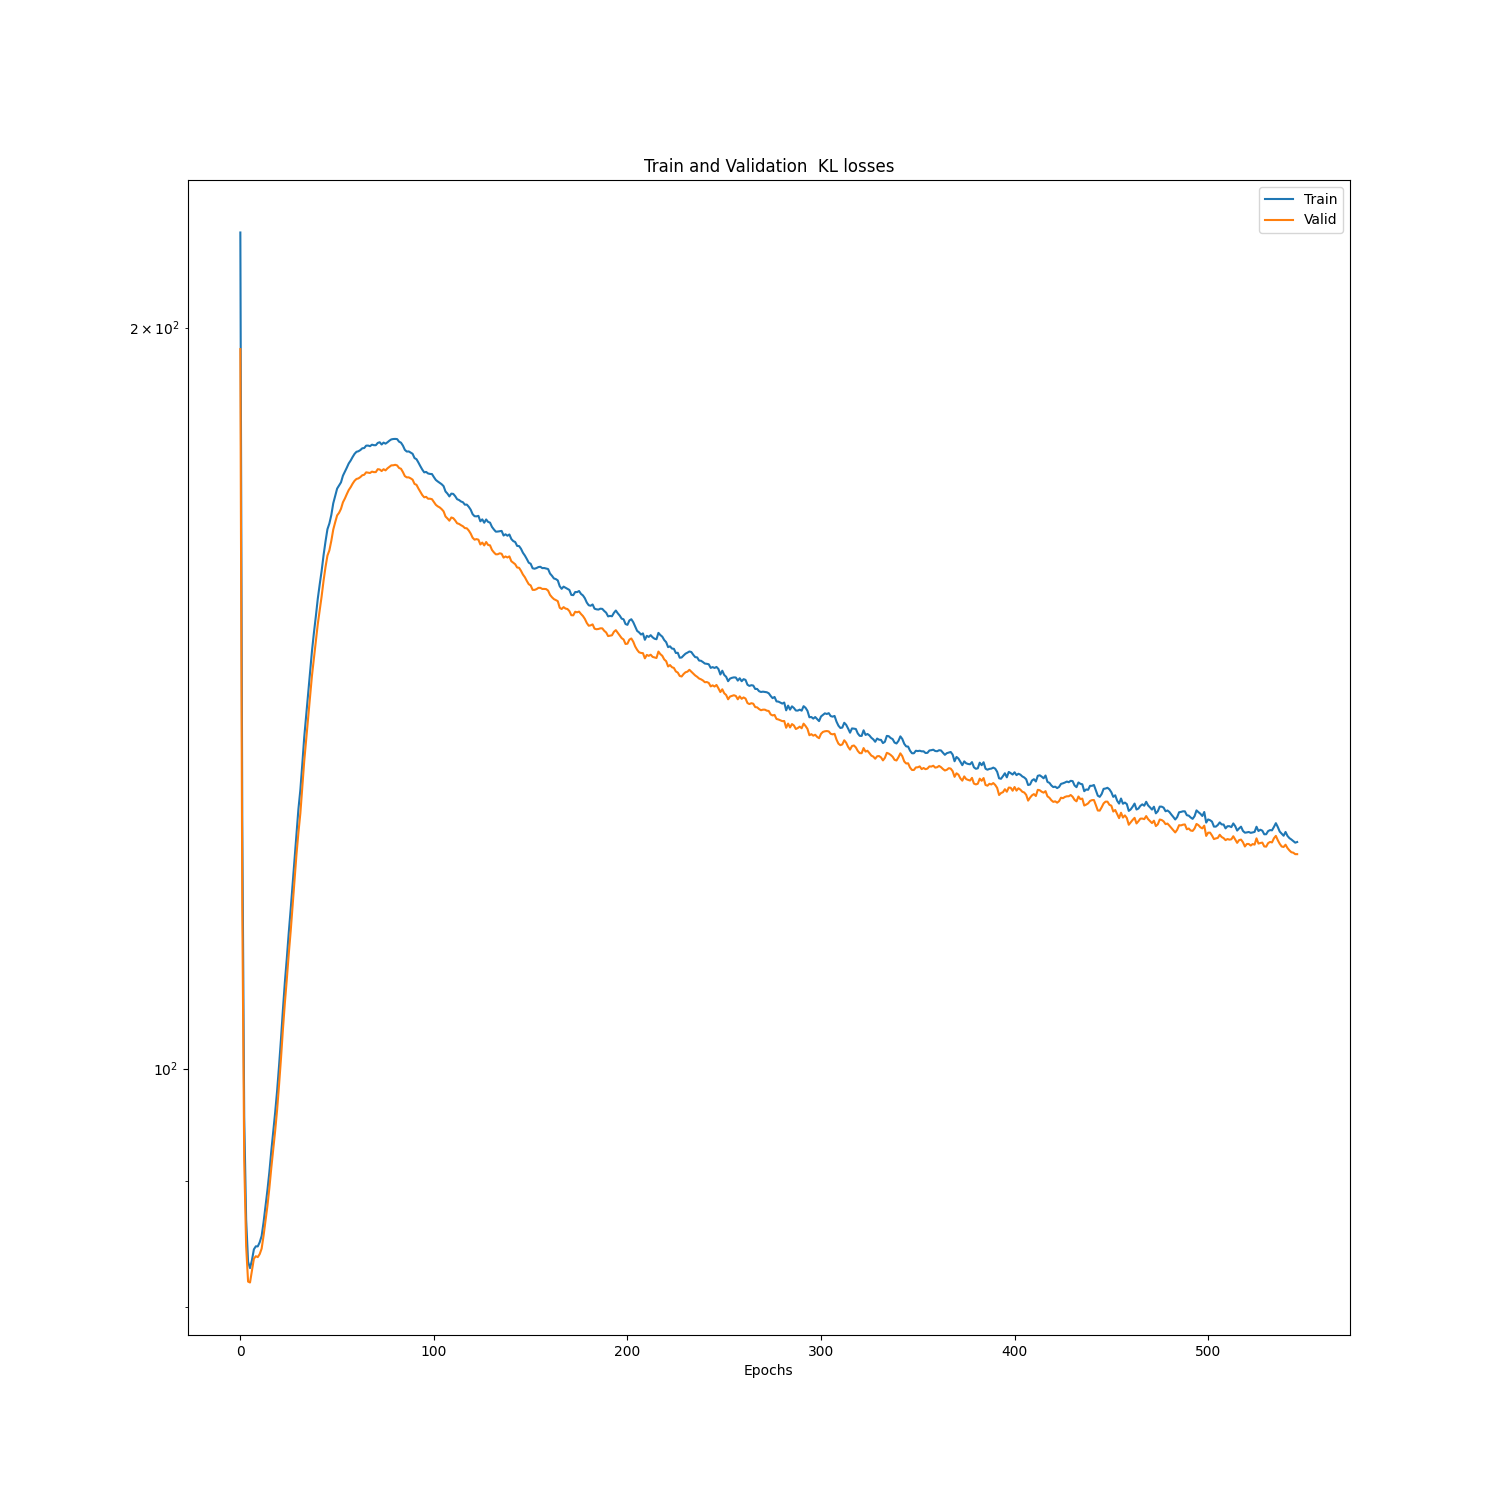 Train and Validation  KL losses
Train
Valid
2 × 10²
10²
0 100 200 300 400 500
Epochs